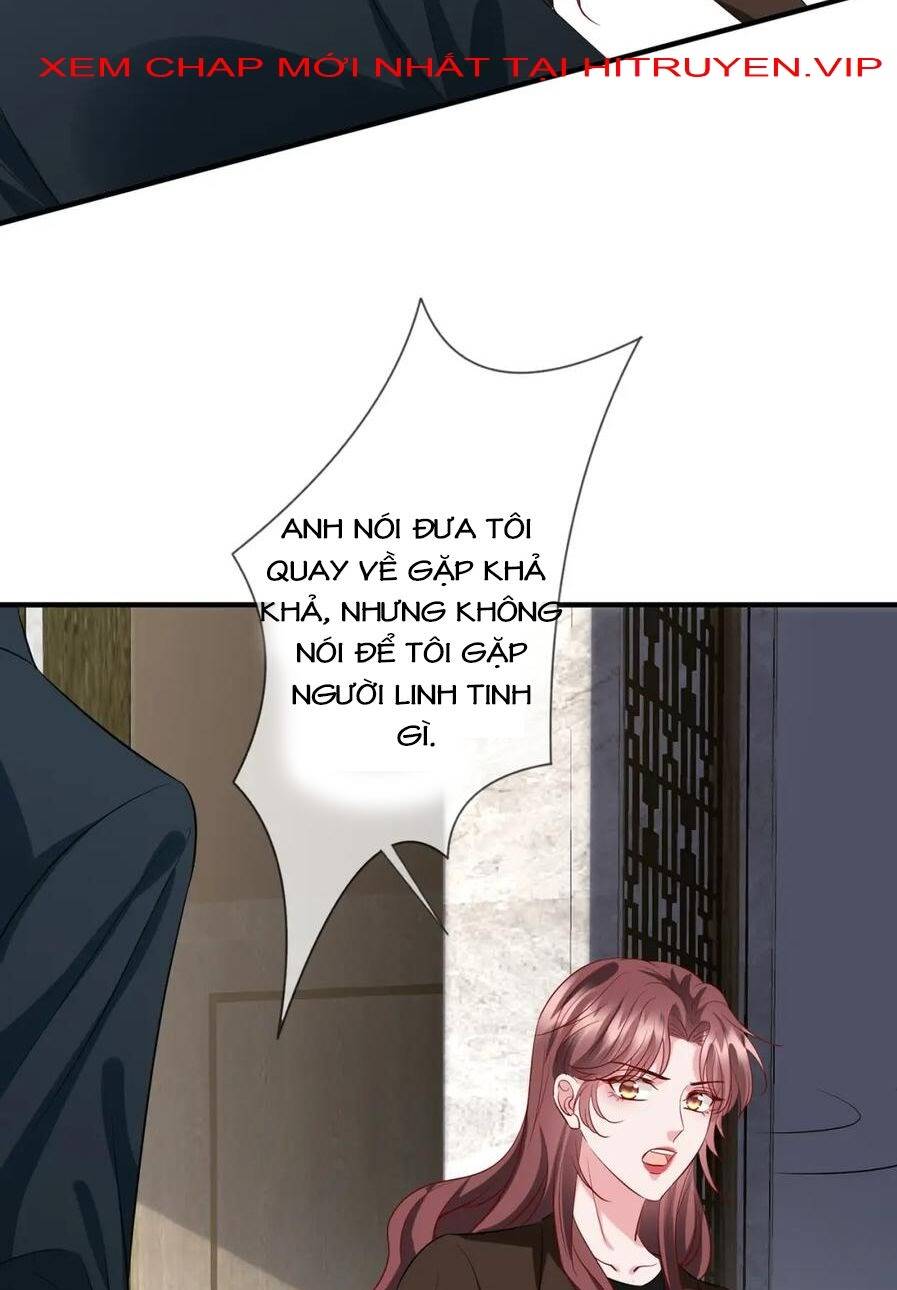 XEM CHAP MỚI NHẤT TẠI HITRUYEN.VIP
ANH NÓI ĐƯA TÔI
QUAY VỀ GẶP KHẢ
KHẢ, NHƯNG KHÔNG
NÓI ĐỂ TÔI GẶP
NGƯỜI LINH TINH
GÌ.